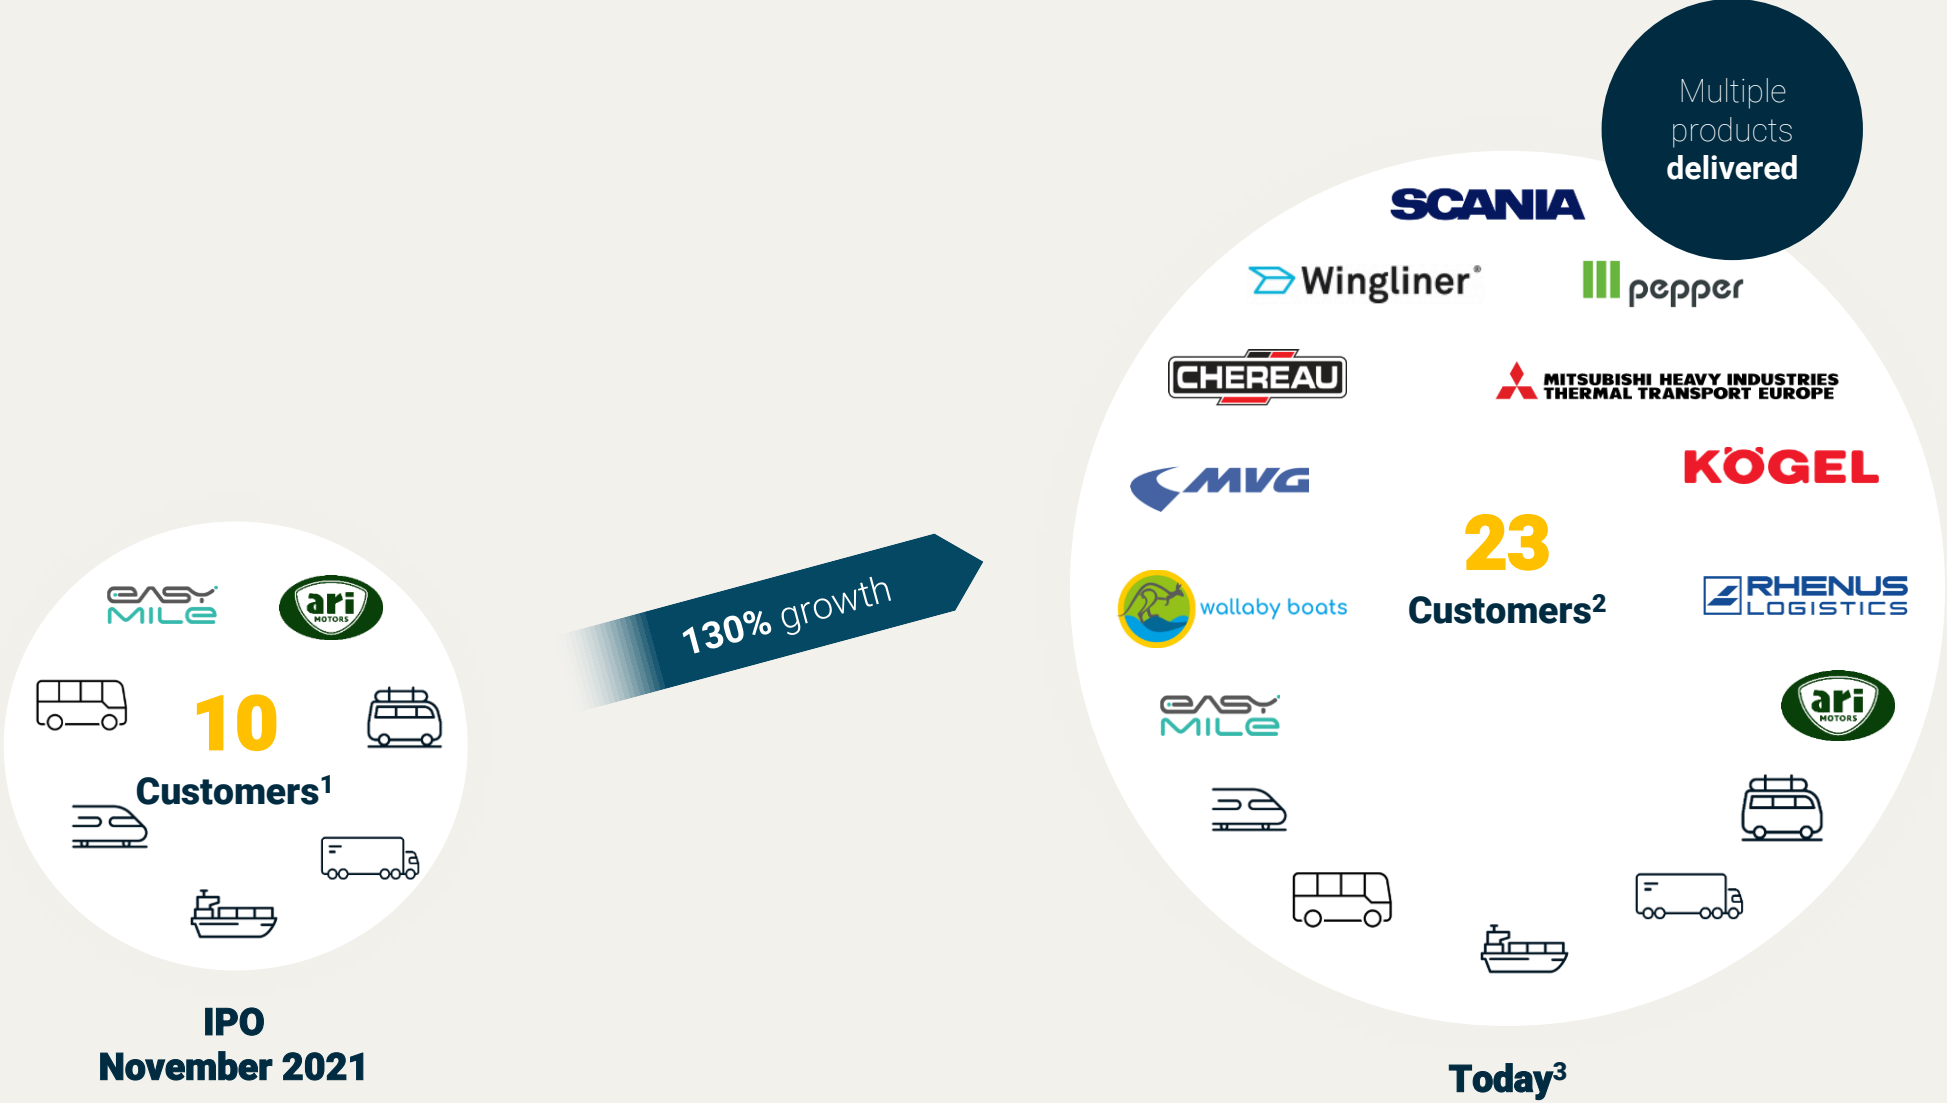 Multiple
products
delivered
SCANIA
Wingliner®
pepper
CHEREAU
MITSUBISHI HEAVY INDUSTRIES
THERMAL TRANSPORT EUROPE
MVG
KÖGEL
23
Customers²
wallaby boats
RHENUS
LOGISTICS
easy
MILE
ari
MOTORS
130% growth
easy
MILE
ari
MOTORS
10
Customers¹
IPO
November 2021
Today³